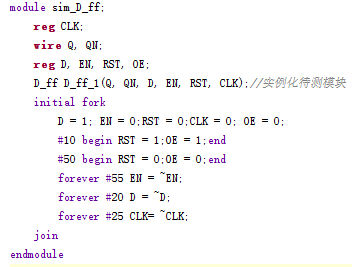 module sim_D_ff;
reg CLK;
wire Q, QN;
reg D, EN, RST, OE;
D_ff D_ff_1(Q, QN, D, EN, RST, CLK);//实例化待测模块
initial fork
D = 1; EN = 0;RST = 0;CLK = 0; OE = 0;
#10 begin RST = 1;OE = 1;end
#50 begin RST = 0;OE = 0;end
forever #55 EN = ~EN;
forever #20 D = ~D;
forever #25 CLK= ~CLK;
join
endmodule